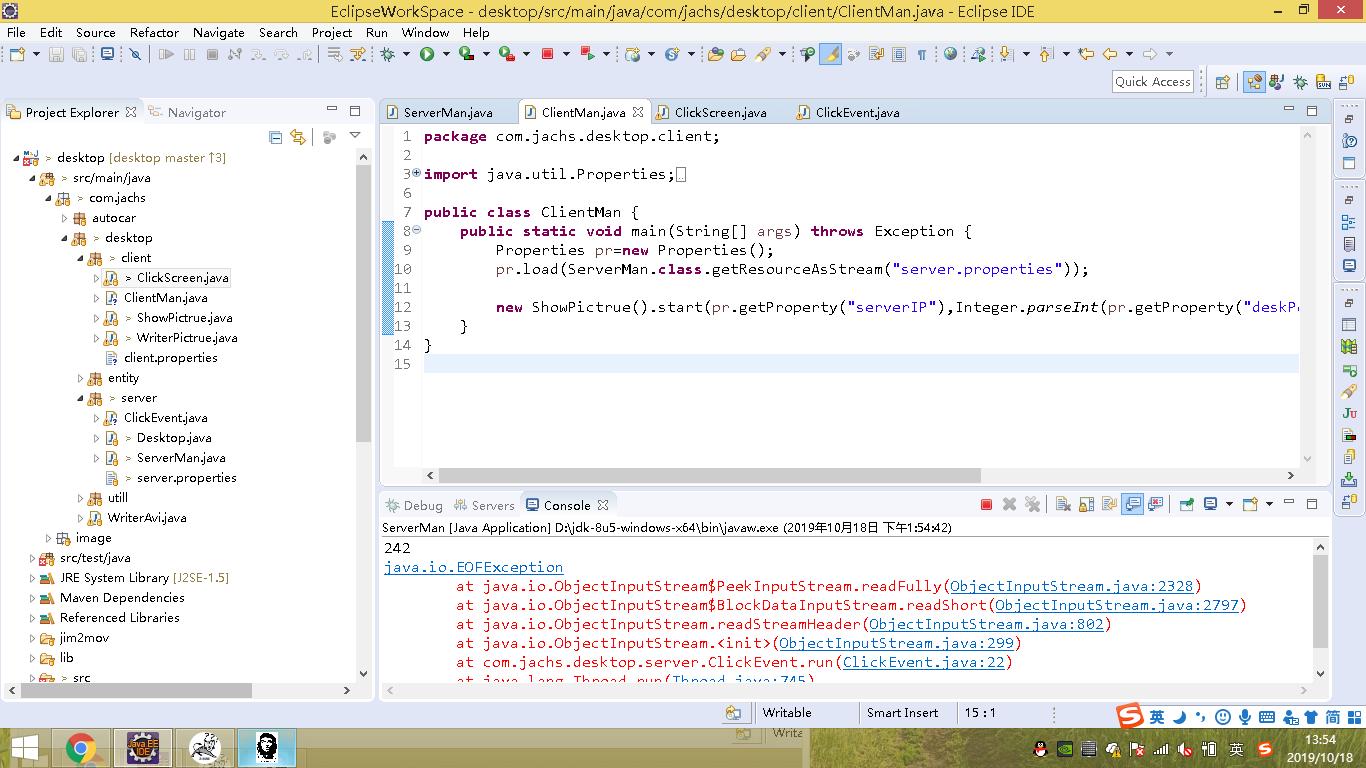 EclipseWorkSpace - desktop/src/main/java/com/jachs/desktop/client/ClientMan.java - Eclipse IDE
File Edit Source Refactor Navigate Search Project Run Window Help
Quick Access
Project Explorer Navigator
> desktop [desktop master ↑3]
> src/main/java
> com.jachs
autocar
> desktop
> client
> ClickScreen.java
ClientMan.java
> ShowPictrue.java
> WriterPictrue.java
client.properties
entity
> server
ClickEvent.java
> Desktop.java
> ServerMan.java
> server.properties
utill
WriterAvi.java
image
src/test/java
JRE System Library [J2SE-1.5]
Maven Dependencies
Referenced Libraries
jim2mov
lib
> src
ServerMan.java ClientMan.java ClickScreen.java ClickEvent.java
1 package com.jachs.desktop.client;
2
3 import java.util.Properties;
6
7 public class ClientMan {
8 public static void main(String[] args) throws Exception {
9 Properties pr=new Properties();
10 pr.load(ServerMan.class.getResourceAsStream("server.properties"));
11
12 new ShowPictrue().start(pr.getProperty("serverIP"),Integer.parseInt(pr.getProperty("deskP
13 }
14 }
15
Debug Servers Console
ServerMan [Java Application] D:\jdk-8u5-windows-x64\bin\javaw.exe (2019年10月18日 下午1:54:42)
242
java.io.EOFException
at java.io.ObjectInputStream$PeekInputStream.readFully(ObjectInputStream.java:2328)
at java.io.ObjectInputStream$BlockDataInputStream.readShort(ObjectInputStream.java:2797)
at java.io.ObjectInputStream.readStreamHeader(ObjectInputStream.java:802)
at java.io.ObjectInputStream.<init>(ObjectInputStream.java:299)
at com.jachs.desktop.server.ClickEvent.run(ClickEvent.java:22)
at java.lang.Thread.run(Thread.java:745)
Writable Smart Insert 15 : 1
英 简
Writa
Java EE
IDE
英
13:54
2019/10/18